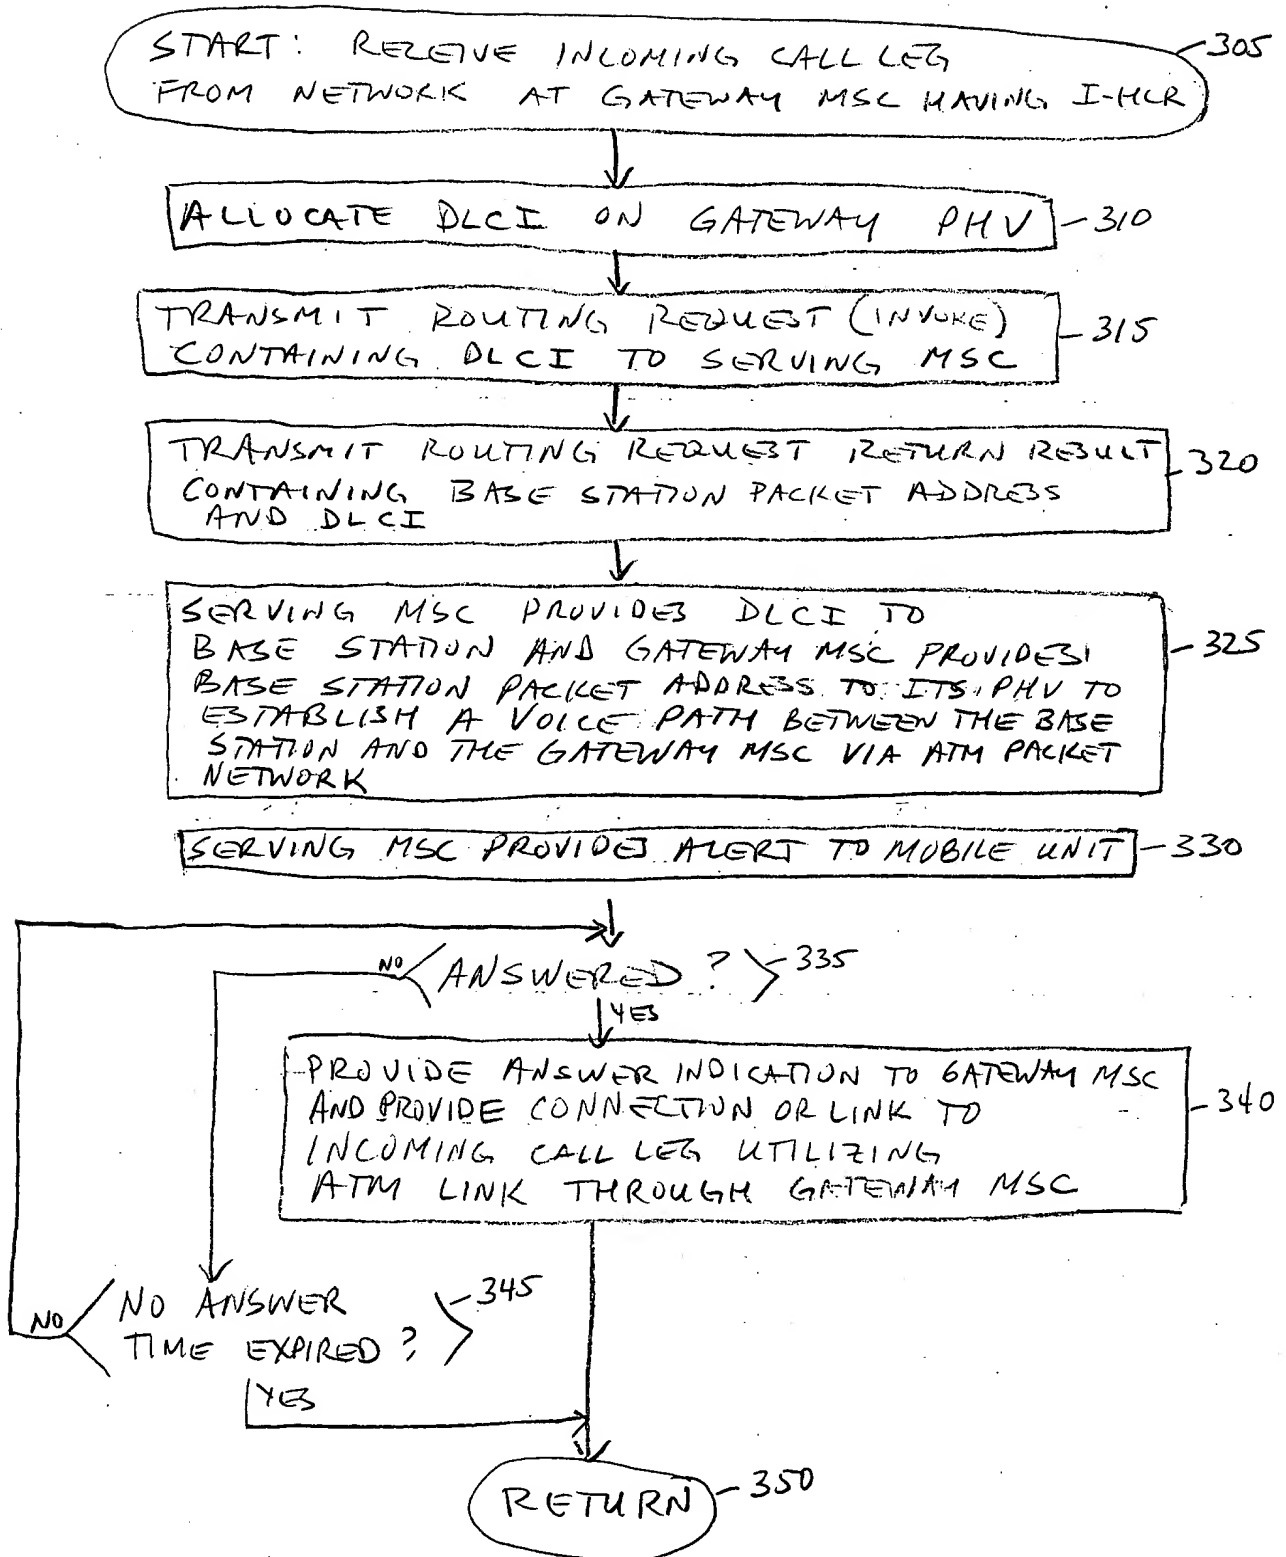 START: RECEIVE INCOMING CALL LEG
305
FROM NETWORK AT GATEWAY MSC HAVING I-HLR
ALLOCATE DLCI ON GATEWAY PHV
310
TRANSMIT ROUTING REQUEST (INVOKE)
315
CONTAINING DLCI TO SERVING MSC
TRANSMIT ROUTING REQUEST RETURN RESULT
320
CONTAINING BASE STATION PACKET ADDRESS
AND DLCI
SERVING MSC PROVIDES DLCI TO
BASE STATION AND GATEWAY MSC PROVIDES
325
BASE STATION PACKET ADDRESS TO ITS PHV TO
ESTABLISH A VOICE PATH BETWEEN THE BASE
STATION AND THE GATEWAY MSC VIA ATM PACKET
NETWORK
SERVING MSC PROVIDES ALERT TO MOBILE UNIT
330
NO
ANSWERED ?
335
YES
PROVIDE ANSWER INDICATION TO GATEWAY MSC
AND PROVIDE CONNECTION OR LINK TO
340
INCOMING CALL LEG UTILIZING
ATM LINK THROUGH GATEWAY MSC
NO ANSWER
345
NO
TIME EXPIRED ?
YES
RETURN
350